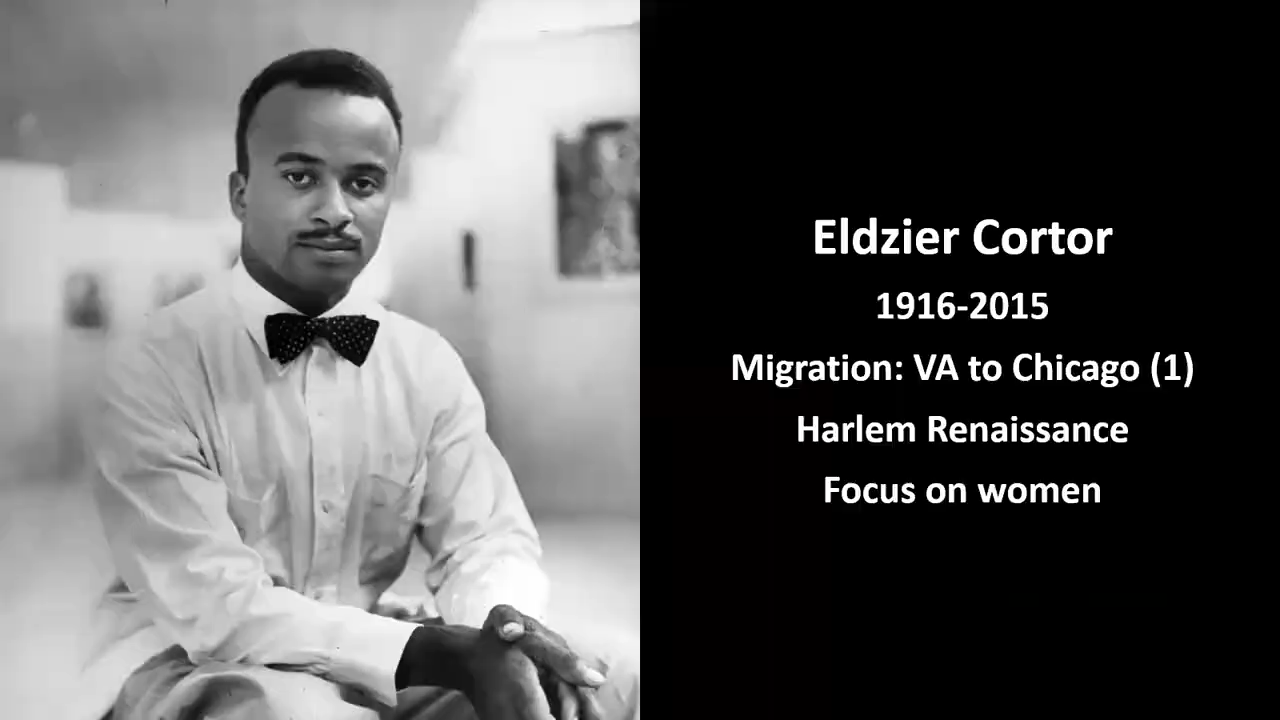 Eldzier Cortor
1916-2015
Migration: VA to Chicago (1)
Harlem Renaissance
Focus on women